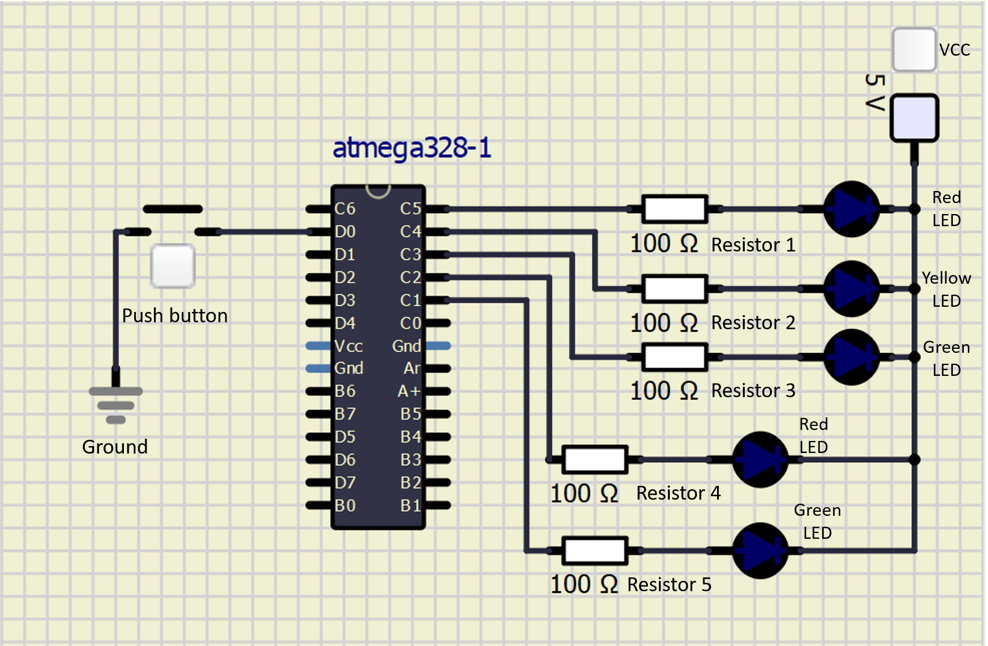 VCC
5 V
atmega328-1
C6 C5
D0 C4
D1 C3
D2 C2
D3 C1
D4 C0
Vcc Gnd
Gnd Ar
B6 A+
B7 B5
D5 B4
D6 B3
D7 B2
B0 B1
Push button
Ground
Red
LED
100 Ω Resistor 1
Yellow
LED
100 Ω Resistor 2
Green
LED
100 Ω Resistor 3
Red
LED
100 Ω Resistor 4
Green
LED
100 Ω Resistor 5